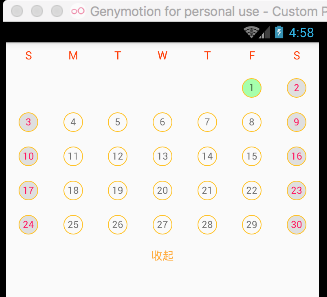 Genymotion for personal use - Custom P
4:58
S M T W T F S
1 2
3 4 5 6 7 8 9
10 11 12 13 14 15 16
17 18 19 20 21 22 23
24 25 26 27 28 29 30
收起